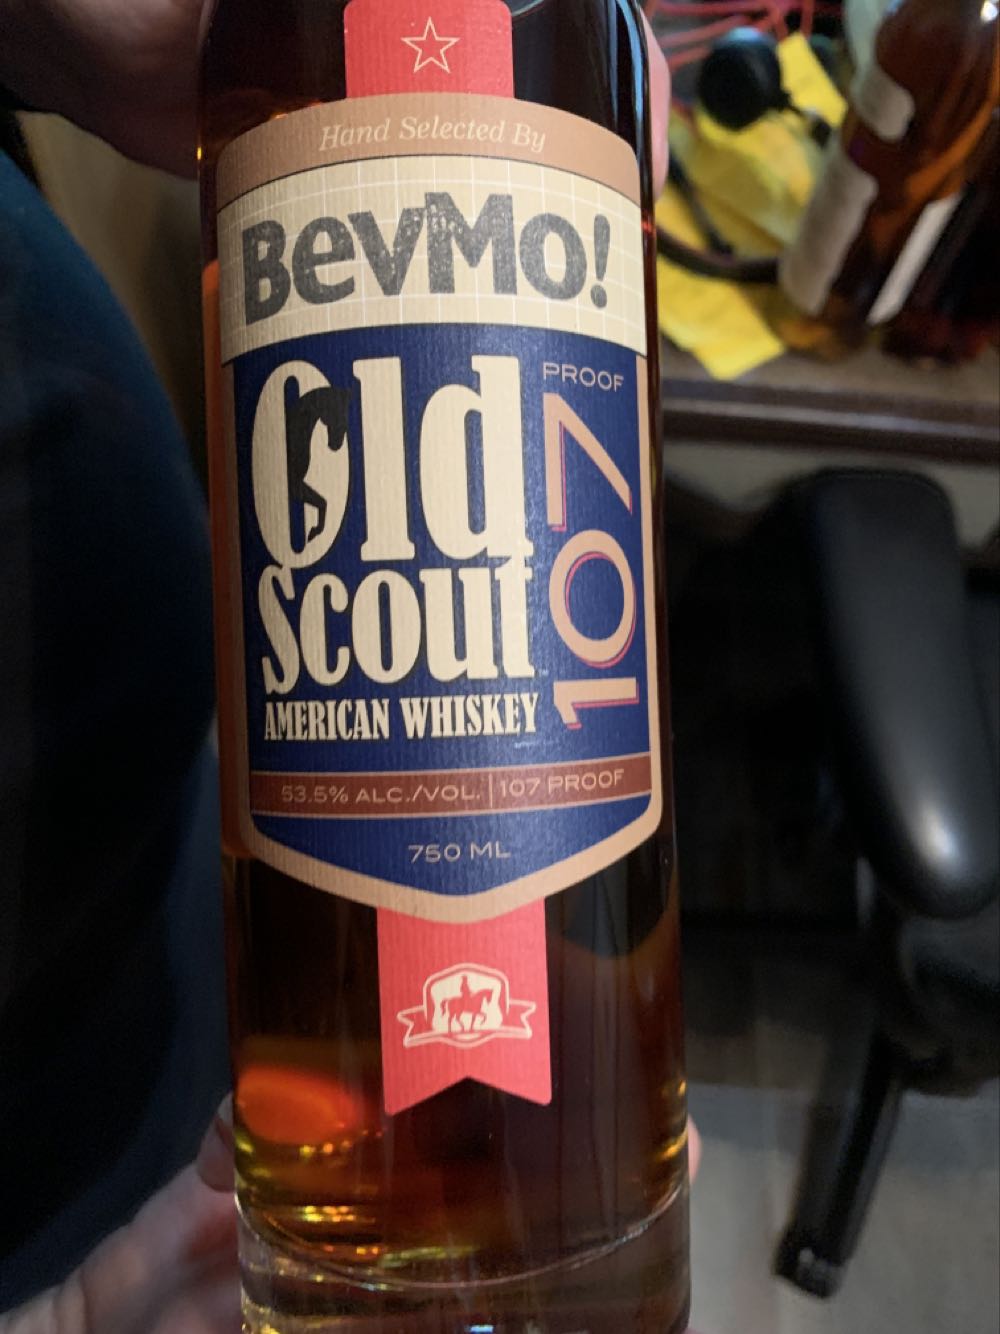 Hand Selected By
BevMo!
Old
Scout
AMERICAN WHISKEY
PROOF
107
53.5% ALC./VOL. | 107 PROOF
750 ML